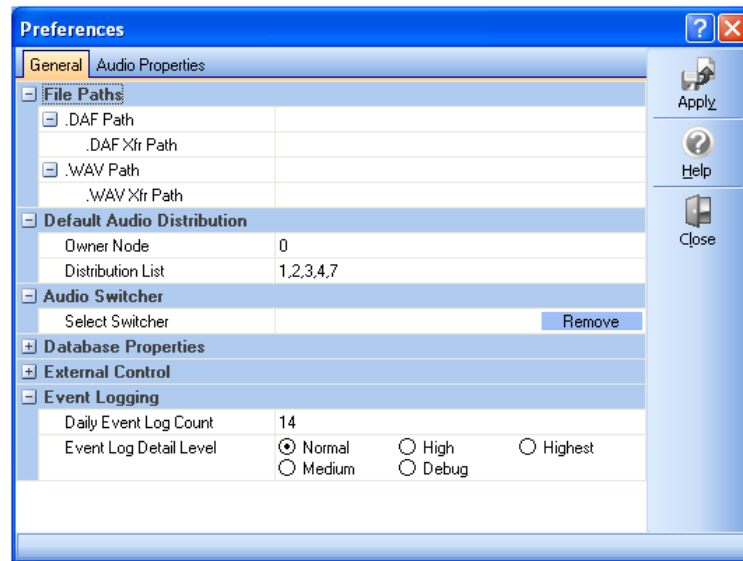 Preferences
General Audio Properties
File Paths
.DAF Path
.DAF Xfr Path
.WAV Path
.WAV Xfr Path
Default Audio Distribution
Owner Node 0
Distribution List 1,2,3,4,7
Audio Switcher
Select Switcher Remove
Database Properties
External Control
Event Logging
Daily Event Log Count 14
Event Log Detail Level Normal High Highest
Medium Debug
Apply
Help
Close